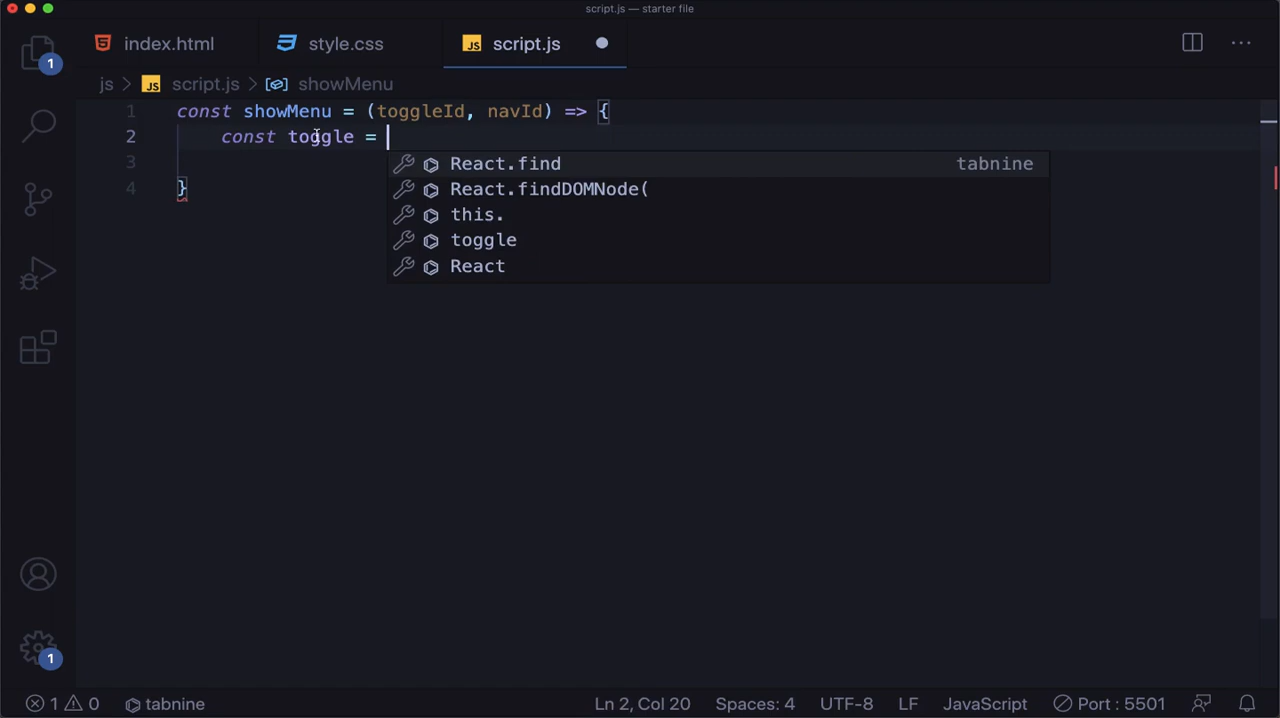 script.js — starter file
index.html
style.css
JS script.js
js > JS script.js > showMenu
1 const showMenu = (toggleId, navId) => {
2 const toggle =
3
4 }
React.find tabnine
React.findDOMNode(
this.
toggle
React
1
1
1 0 tabnine Ln 2, Col 20 Spaces: 4 UTF-8 LF JavaScript Port : 5501